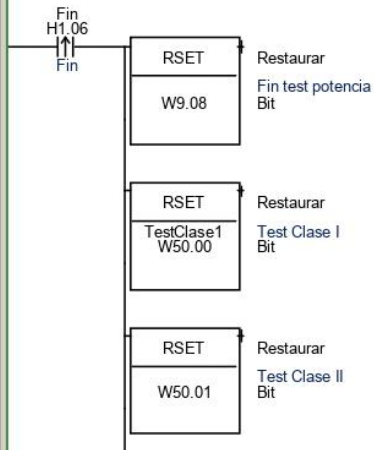 Fin
H1.06
Fin
RSET
Restaurar
Fin test potencia
W9.08
Bit
RSET
Restaurar
TestClase1
Test Clase I
W50.00
Bit
RSET
Restaurar
Test Clase II
W50.01
Bit